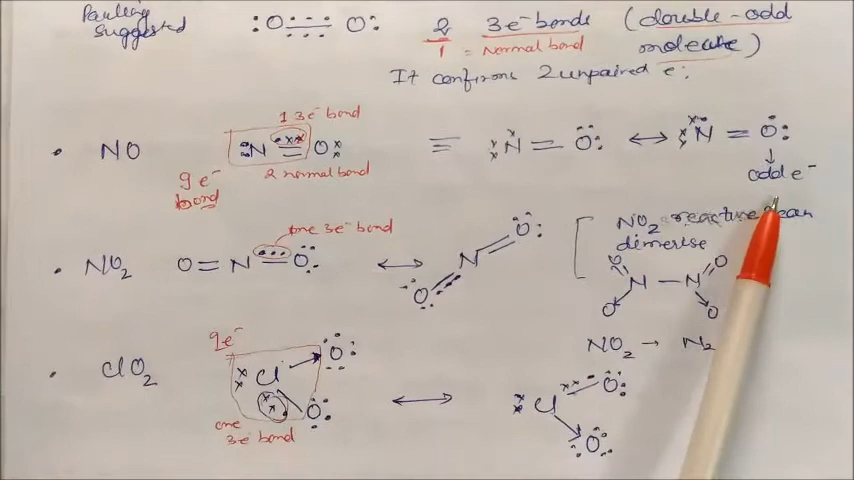 Pauling
Suggested
:O O:
2 3e⁻ bonds (double-odd
1 = normal bond molecule)
It confirms 2 unpaired e:
1 3e⁻ bond
• NO :N ≡ O ≡ N = O: ↔ N = O:
2 normal bond
9 e⁻
bond
odd e⁻
one 3e⁻ bond
• NO₂ O = N = O: ↔ O N O:
[ NO₂ reactive
dimerise
O N — N O
O O
NO₂ → N₂
9e⁻
• ClO₂ Cl → O: ↔ Cl = O:
O: O:
one
3e⁻ bond